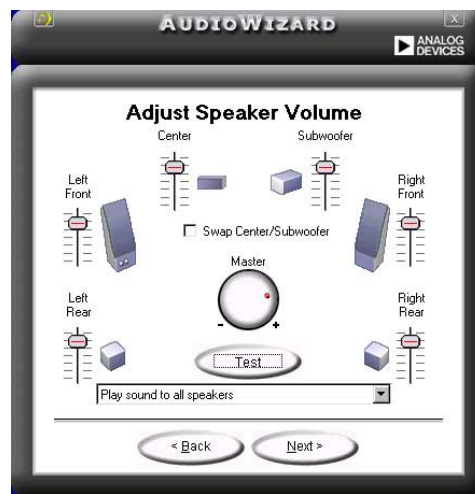 AUDIOWIZARD
X
ANALOG
DEVICES
Adjust Speaker Volume
Center
Subwoofer
Left
Front
Right
Front
Swap Center/Subwoofer
Master
Left
Rear
Right
Rear
- +
Test
Play sound to all speakers
< Back
Next >